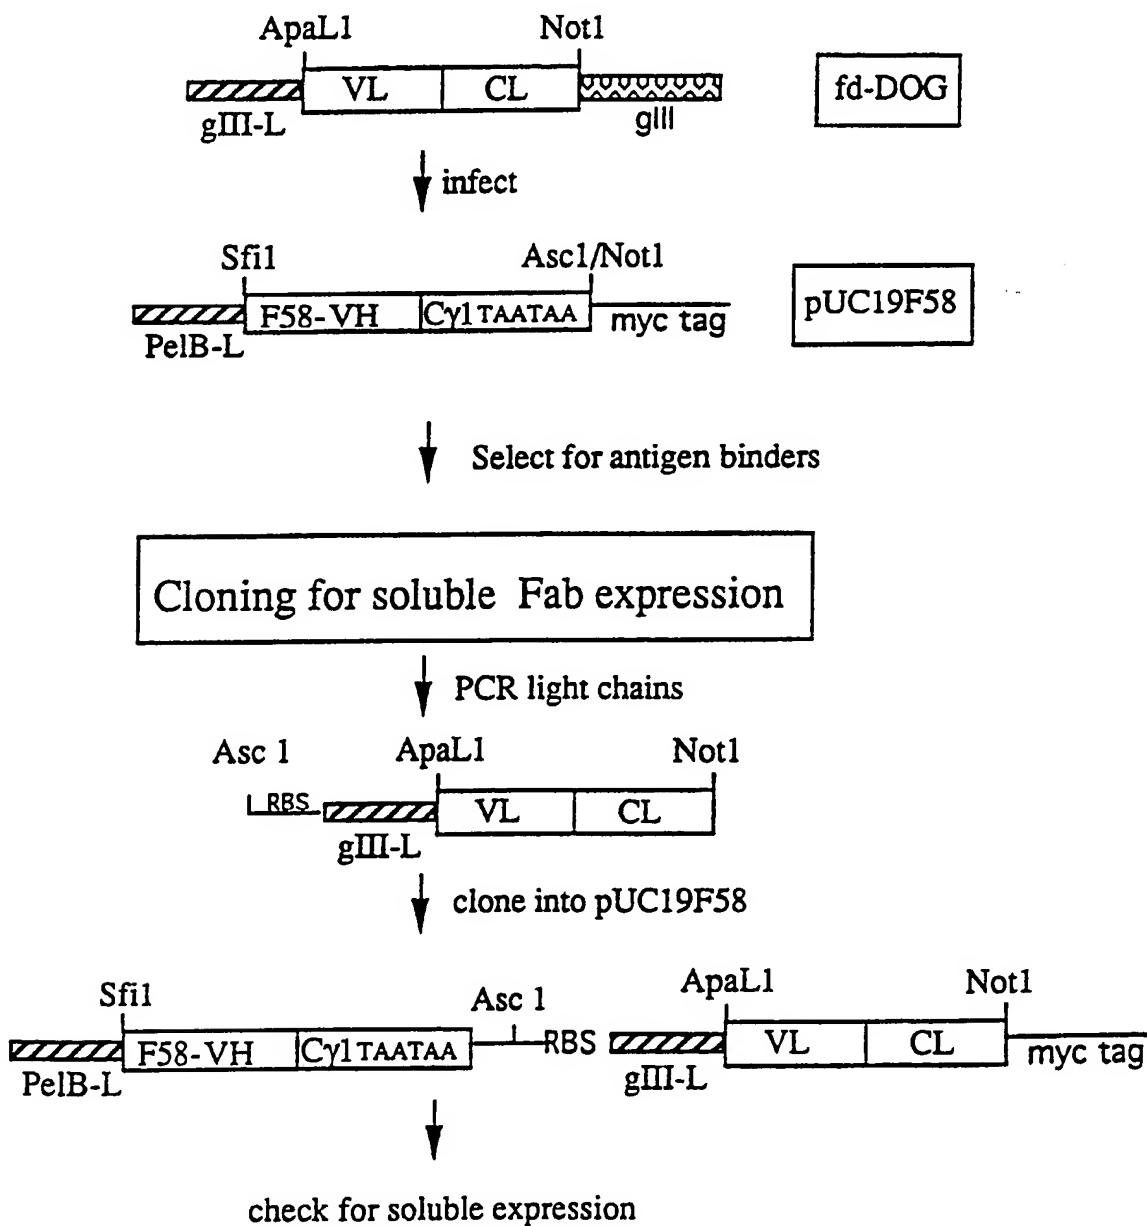 ApaL1 Not1
VL CL
fd-DOG
gIII-L gIII
infect
Sfi1 Asc1/Not1
F58-VH Cγ1 TAATAA myc tag
pUC19F58
PelB-L
Select for antigen binders
Cloning for soluble Fab expression
PCR light chains
Asc 1 ApaL1 Not1
RBS VL CL
gIII-L
clone into pUC19F58
Sfi1 Asc 1 ApaL1 Not1
F58-VH Cγ1 TAATAA RBS VL CL myc tag
PelB-L gIII-L
check for soluble expression